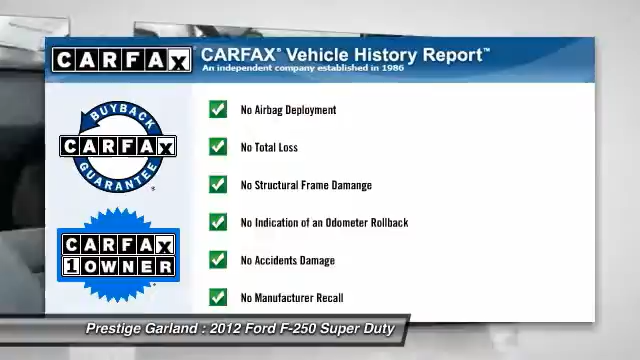 CARFAX CARFAX Vehicle History Report™
An independent company established in 1986
BUYBACK
CARFAX
GUARANTEE
CARFAX
1 OWNER
No Airbag Deployment
No Total Loss
No Structural Frame Damange
No Indication of an Odometer Rollback
No Accidents Damage
No Manufacturer Recall
Prestige Garland : 2012 Ford F-250 Super Duty